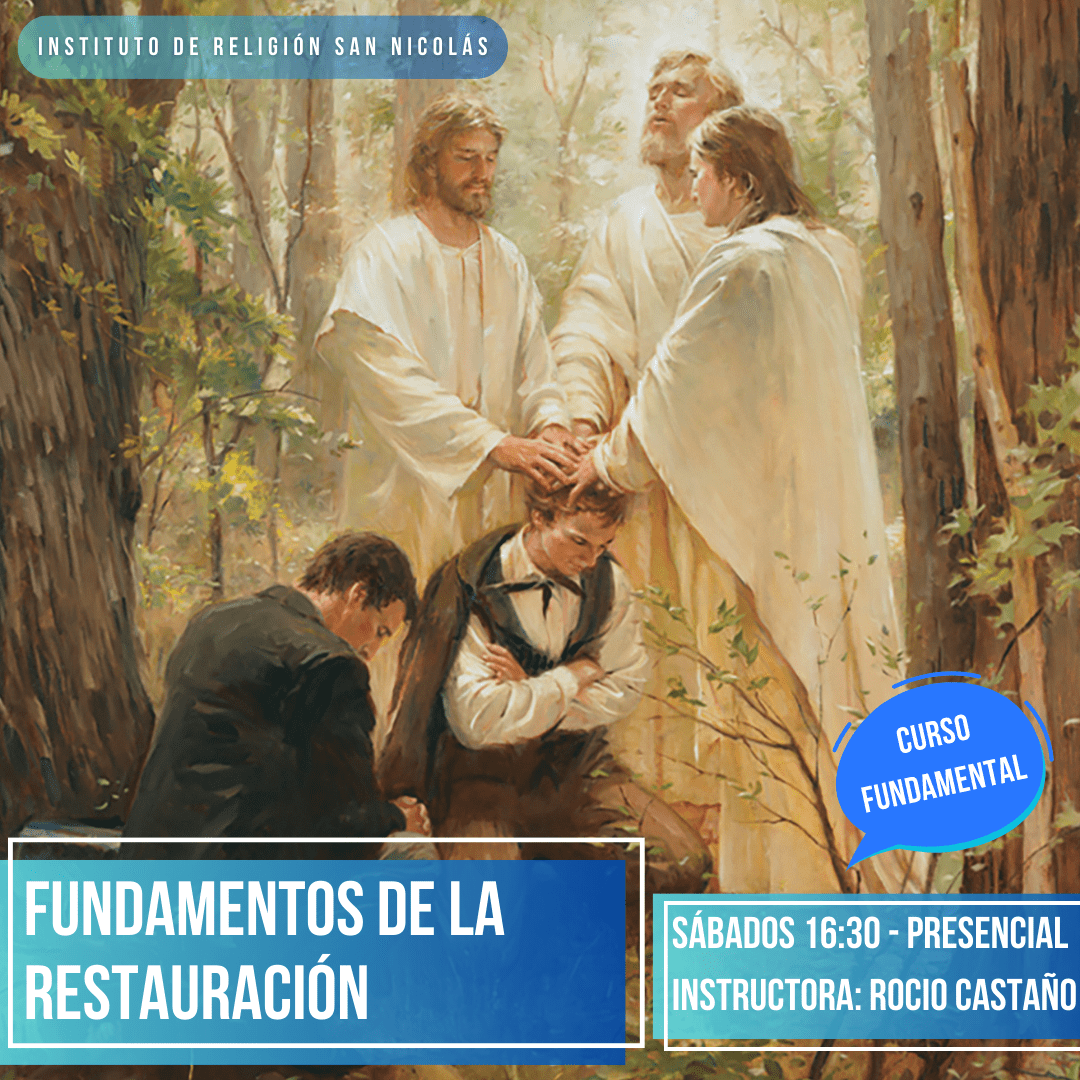 INSTITUTO DE RELIGIÓN SAN NICOLÁS
CURSO
FUNDAMENTAL
FUNDAMENTOS DE LA
RESTAURACIÓN
SÁBADOS 16:30 - PRESENCIAL
INSTRUCTORA: ROCIO CASTAÑO